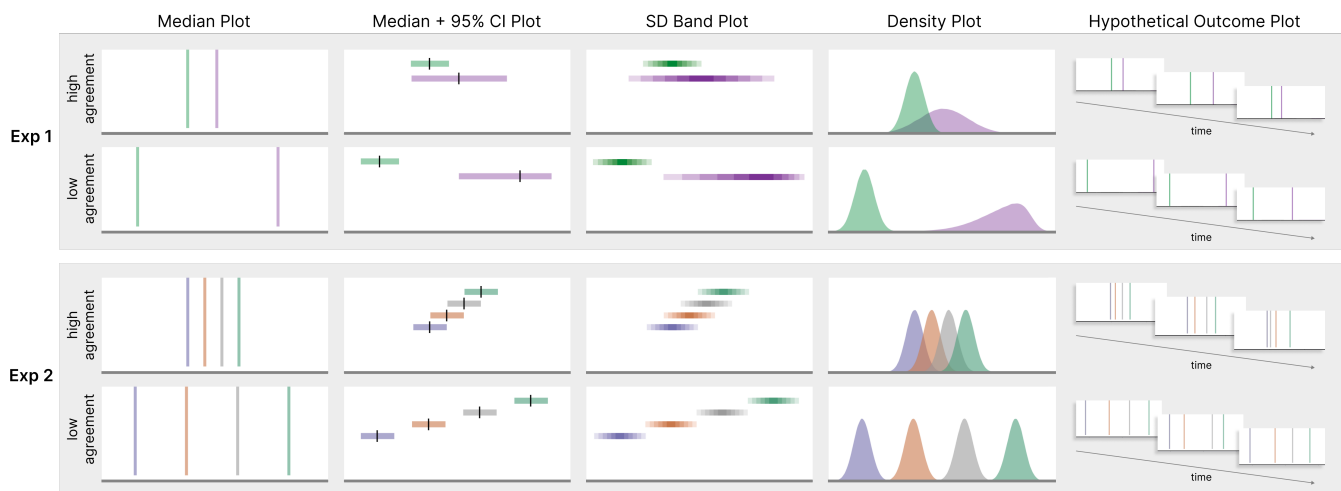 Median Plot
Median + 95% CI Plot
SD Band Plot
Density Plot
Hypothetical Outcome Plot
Exp 1
high
agreement
time
low
agreement
time
Exp 2
high
agreement
time
low
agreement
time